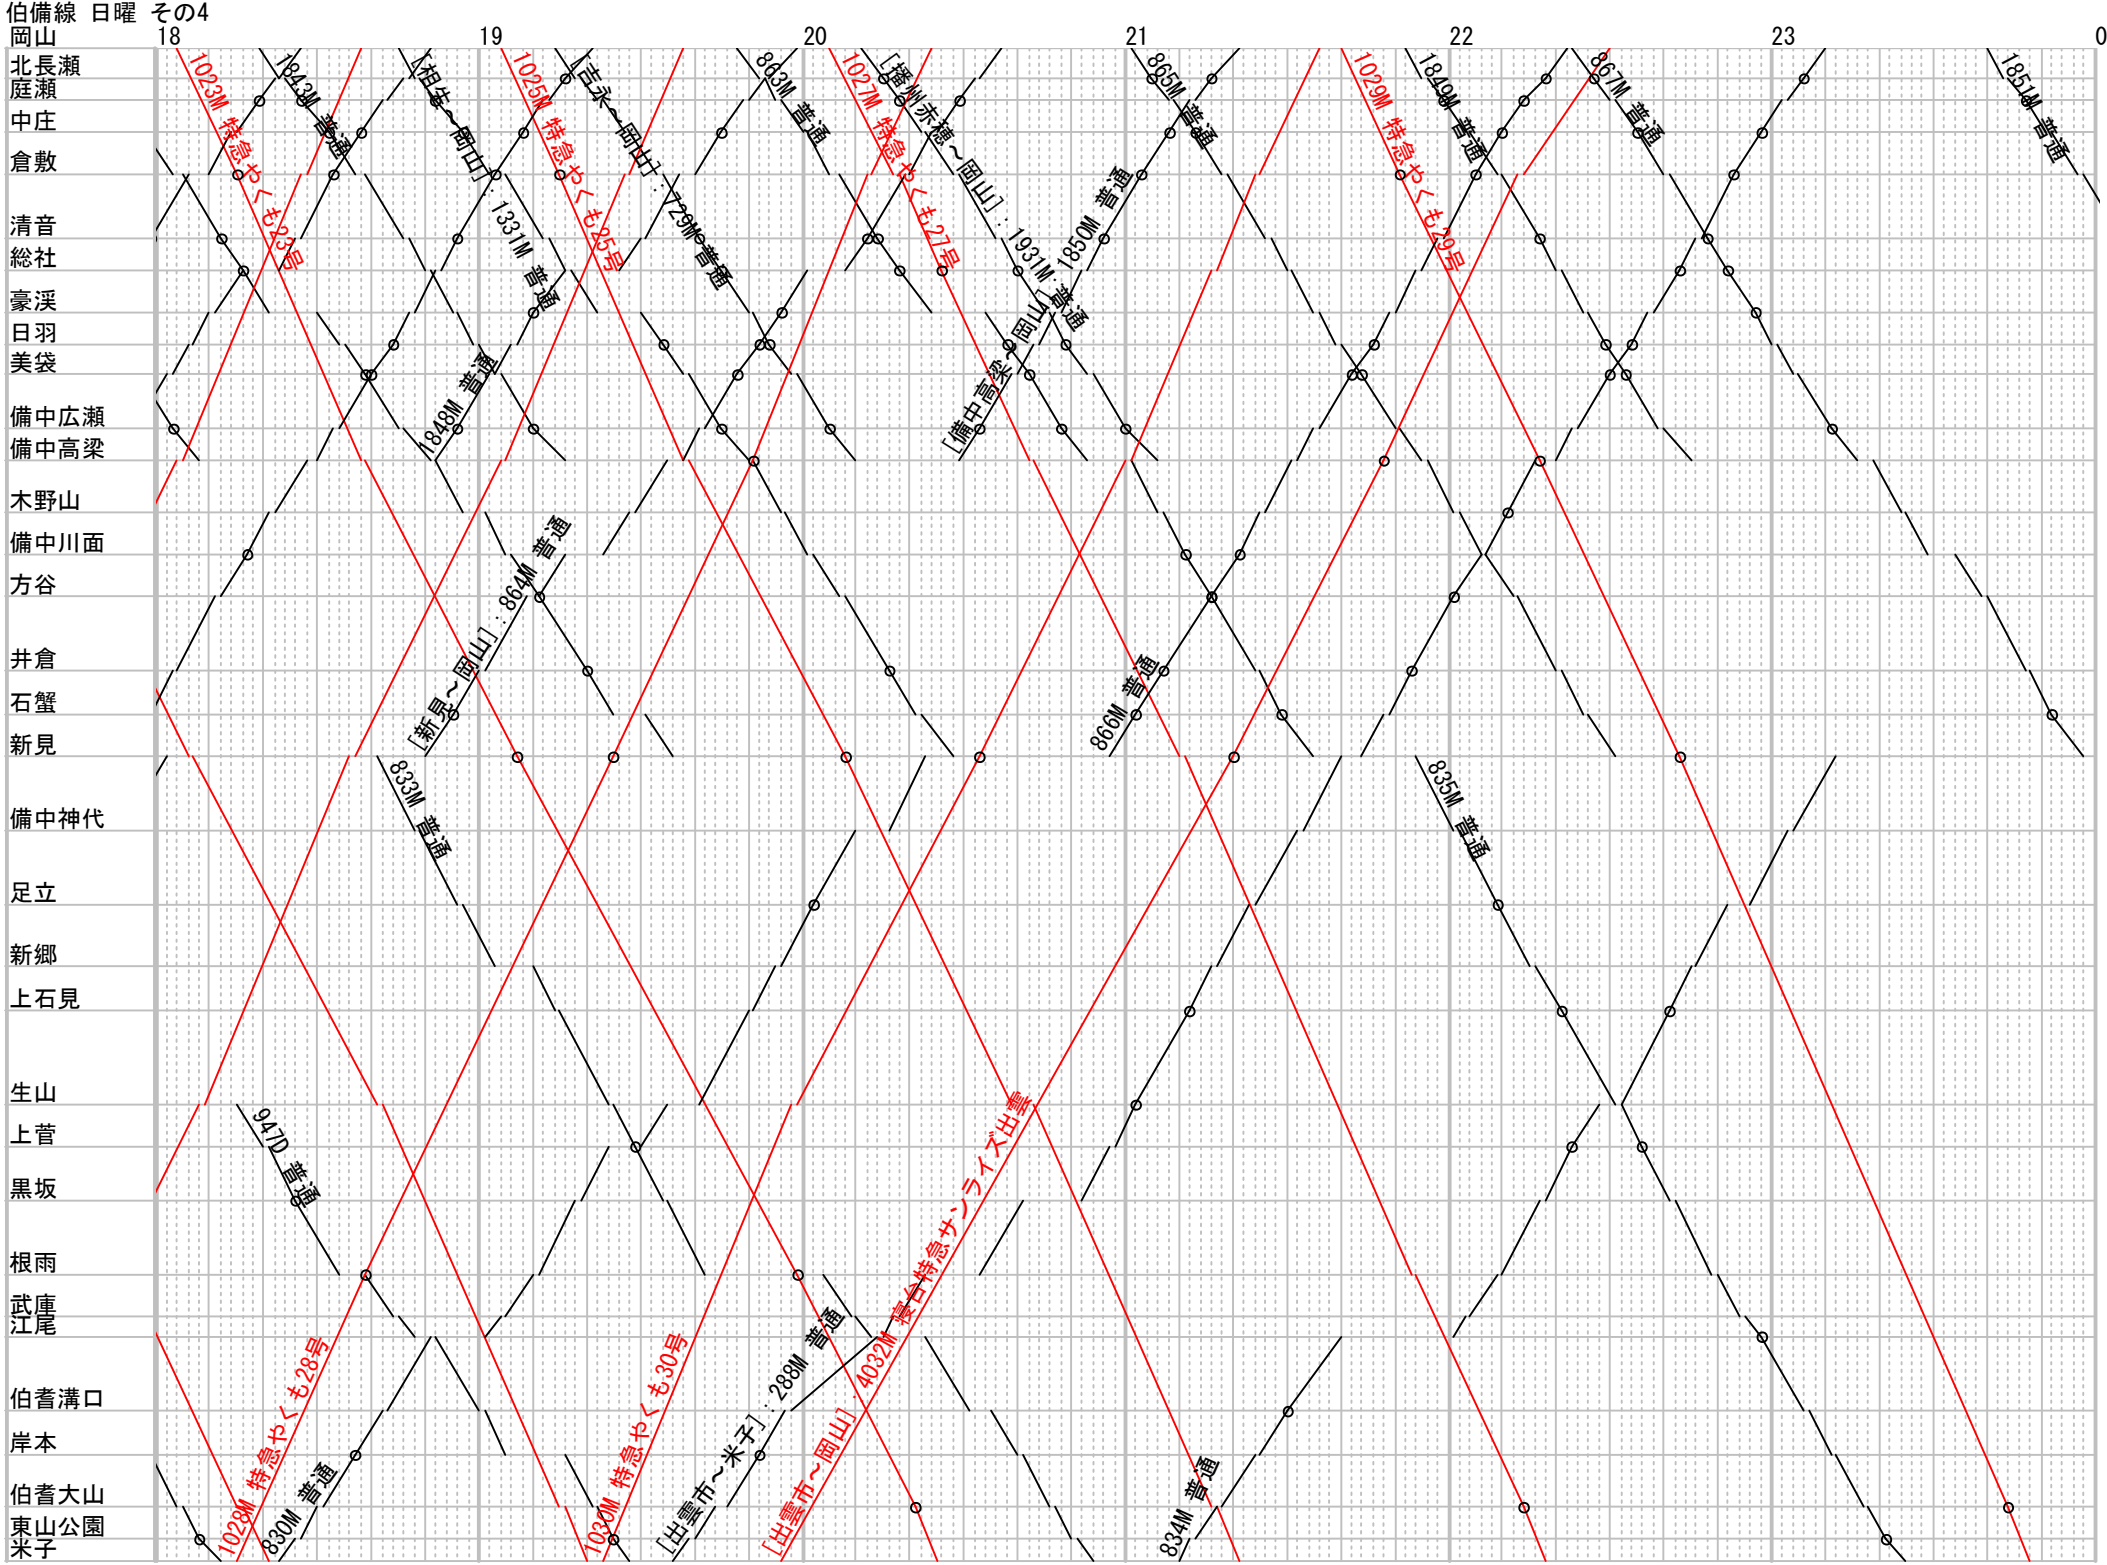 伯備線 日曜 その4
岡山
18 19 20 21 22 23 0
北長瀬
庭瀬
中庄
倉敷
清音
総社
豪渓
日羽
美袋
備中広瀬
備中高梁
木野山
備中川面
方谷
井倉
石蟹
新見
備中神代
足立
新郷
上石見
生山
上菅
黒坂
根雨
武庫
江尾
伯耆溝口
岸本
伯耆大山
東山公園
米子
1023M 特急やくも23号
1843M 普通
[相生～岡山]:1331M 普通
1025M 特急やくも25号
[吉永～岡山]:729M 普通
863M 普通
1027M 特急やくも27号
[播州赤穂～岡山]:1931M 普通
865M 普通
1029M 特急やくも29号
1849M 普通
867M 普通
1851M 普通
1848M 普通
[備中高梁～岡山]:1850M 普通
[新見～岡山]:864M 普通
866M 普通
833M 普通
835M 普通
947D 普通
1028M 特急やくも28号
830M 普通
1030M 特急やくも30号
[出雲市～米子]:288M 普通
[出雲市～岡山]:4032M 寝台特急サンライズ出雲
834M 普通